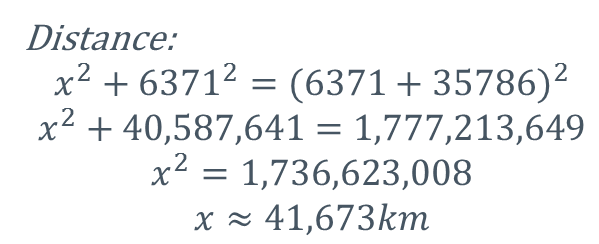 Distance:
x² + 6371² = (6371 + 35786)²
x² + 40,587,641 = 1,777,213,649
x² = 1,736,623,008
x ≈ 41,673km